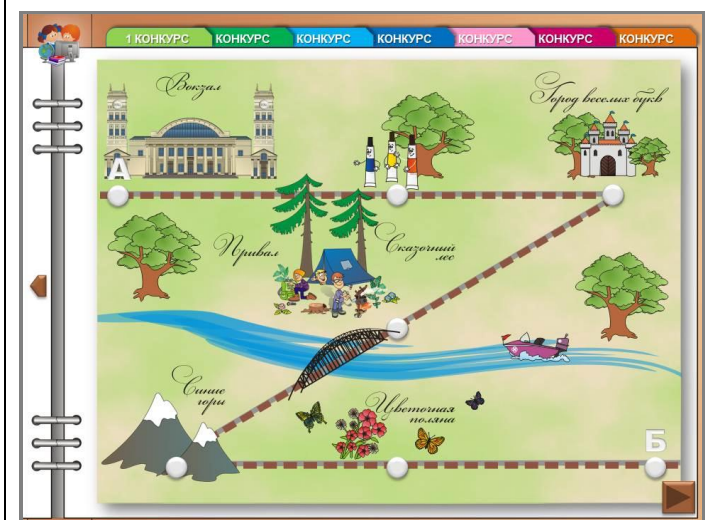 1 КОНКУРС КОНКУРС КОНКУРС КОНКУРС КОНКУРС КОНКУРС КОНКУРС
Вокзал
Город веселых букв
А
Привал
Сказочный
лес
Синие
горы
Цветочная
поляна
Б